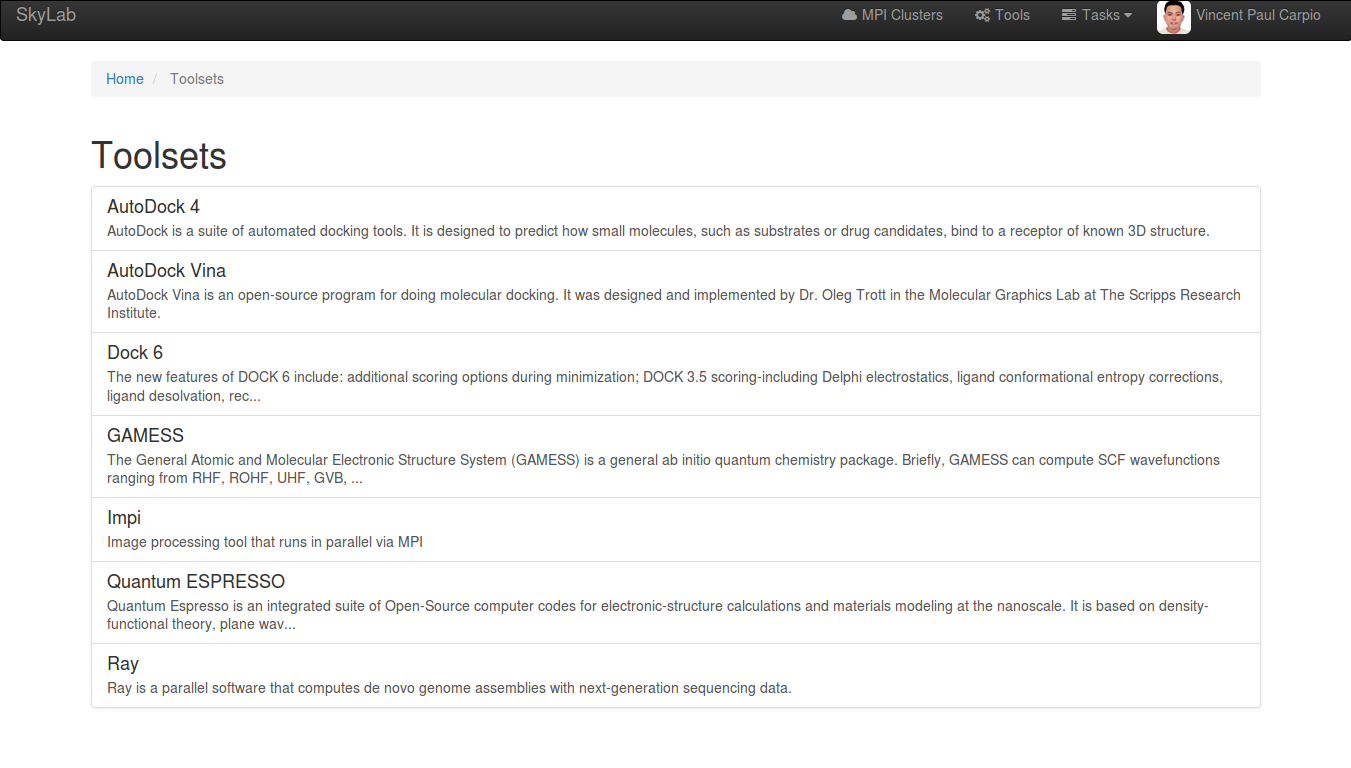 SkyLab
MPI Clusters
Tools
Tasks
Vincent Paul Carpio
Home / Toolsets
Toolsets
AutoDock 4
AutoDock is a suite of automated docking tools. It is designed to predict how small molecules, such as substrates or drug candidates, bind to a receptor of known 3D structure.
AutoDock Vina
AutoDock Vina is an open-source program for doing molecular docking. It was designed and implemented by Dr. Oleg Trott in the Molecular Graphics Lab at The Scripps Research
Institute.
Dock 6
The new features of DOCK 6 include: additional scoring options during minimization; DOCK 3.5 scoring-including Delphi electrostatics, ligand conformational entropy corrections,
ligand desolvation, rec...
GAMESS
The General Atomic and Molecular Electronic Structure System (GAMESS) is a general ab initio quantum chemistry package. Briefly, GAMESS can compute SCF wavefunctions
ranging from RHF, ROHF, UHF, GVB, ...
Impi
Image processing tool that runs in parallel via MPI
Quantum ESPRESSO
Quantum Espresso is an integrated suite of Open-Source computer codes for electronic-structure calculations and materials modeling at the nanoscale. It is based on density-
functional theory, plane wav...
Ray
Ray is a parallel software that computes de novo genome assemblies with next-generation sequencing data.